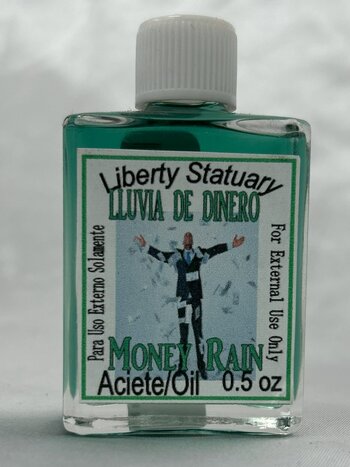 Liberty Statuary
LLUVIA DE DINERO
Para Uso Externo Solamente
For External Use Only
MONEY RAIN
Aciete/Oil 0.5 oz